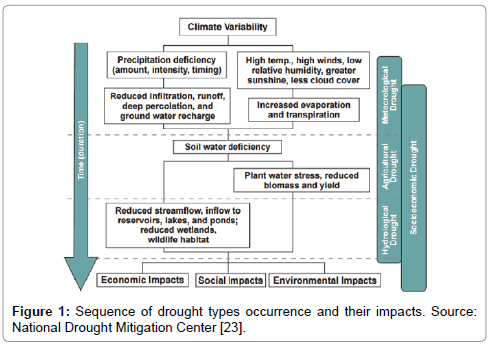 Climate Variability
Precipitation deficiency
(amount, intensity, timing)
High temp., high winds, low
relative humidity, greater
sunshine, less cloud cover
Reduced infiltration, runoff,
deep percolation, and
ground water recharge
Increased evaporation
and transpiration
Soil water deficiency
Plant water stress, reduced
biomass and yield
Reduced streamflow, inflow to
reservoirs, lakes, and ponds;
reduced wetlands,
wildlife habitat
Economic Impacts
Social Impacts
Environmental Impacts
Time (duration)
Meteorological
Drought
Agricultural
Drought
Hydrological
Drought
Socioeconomic Drought
Figure 1: Sequence of drought types occurrence and their impacts. Source:
National Drought Mitigation Center [23].